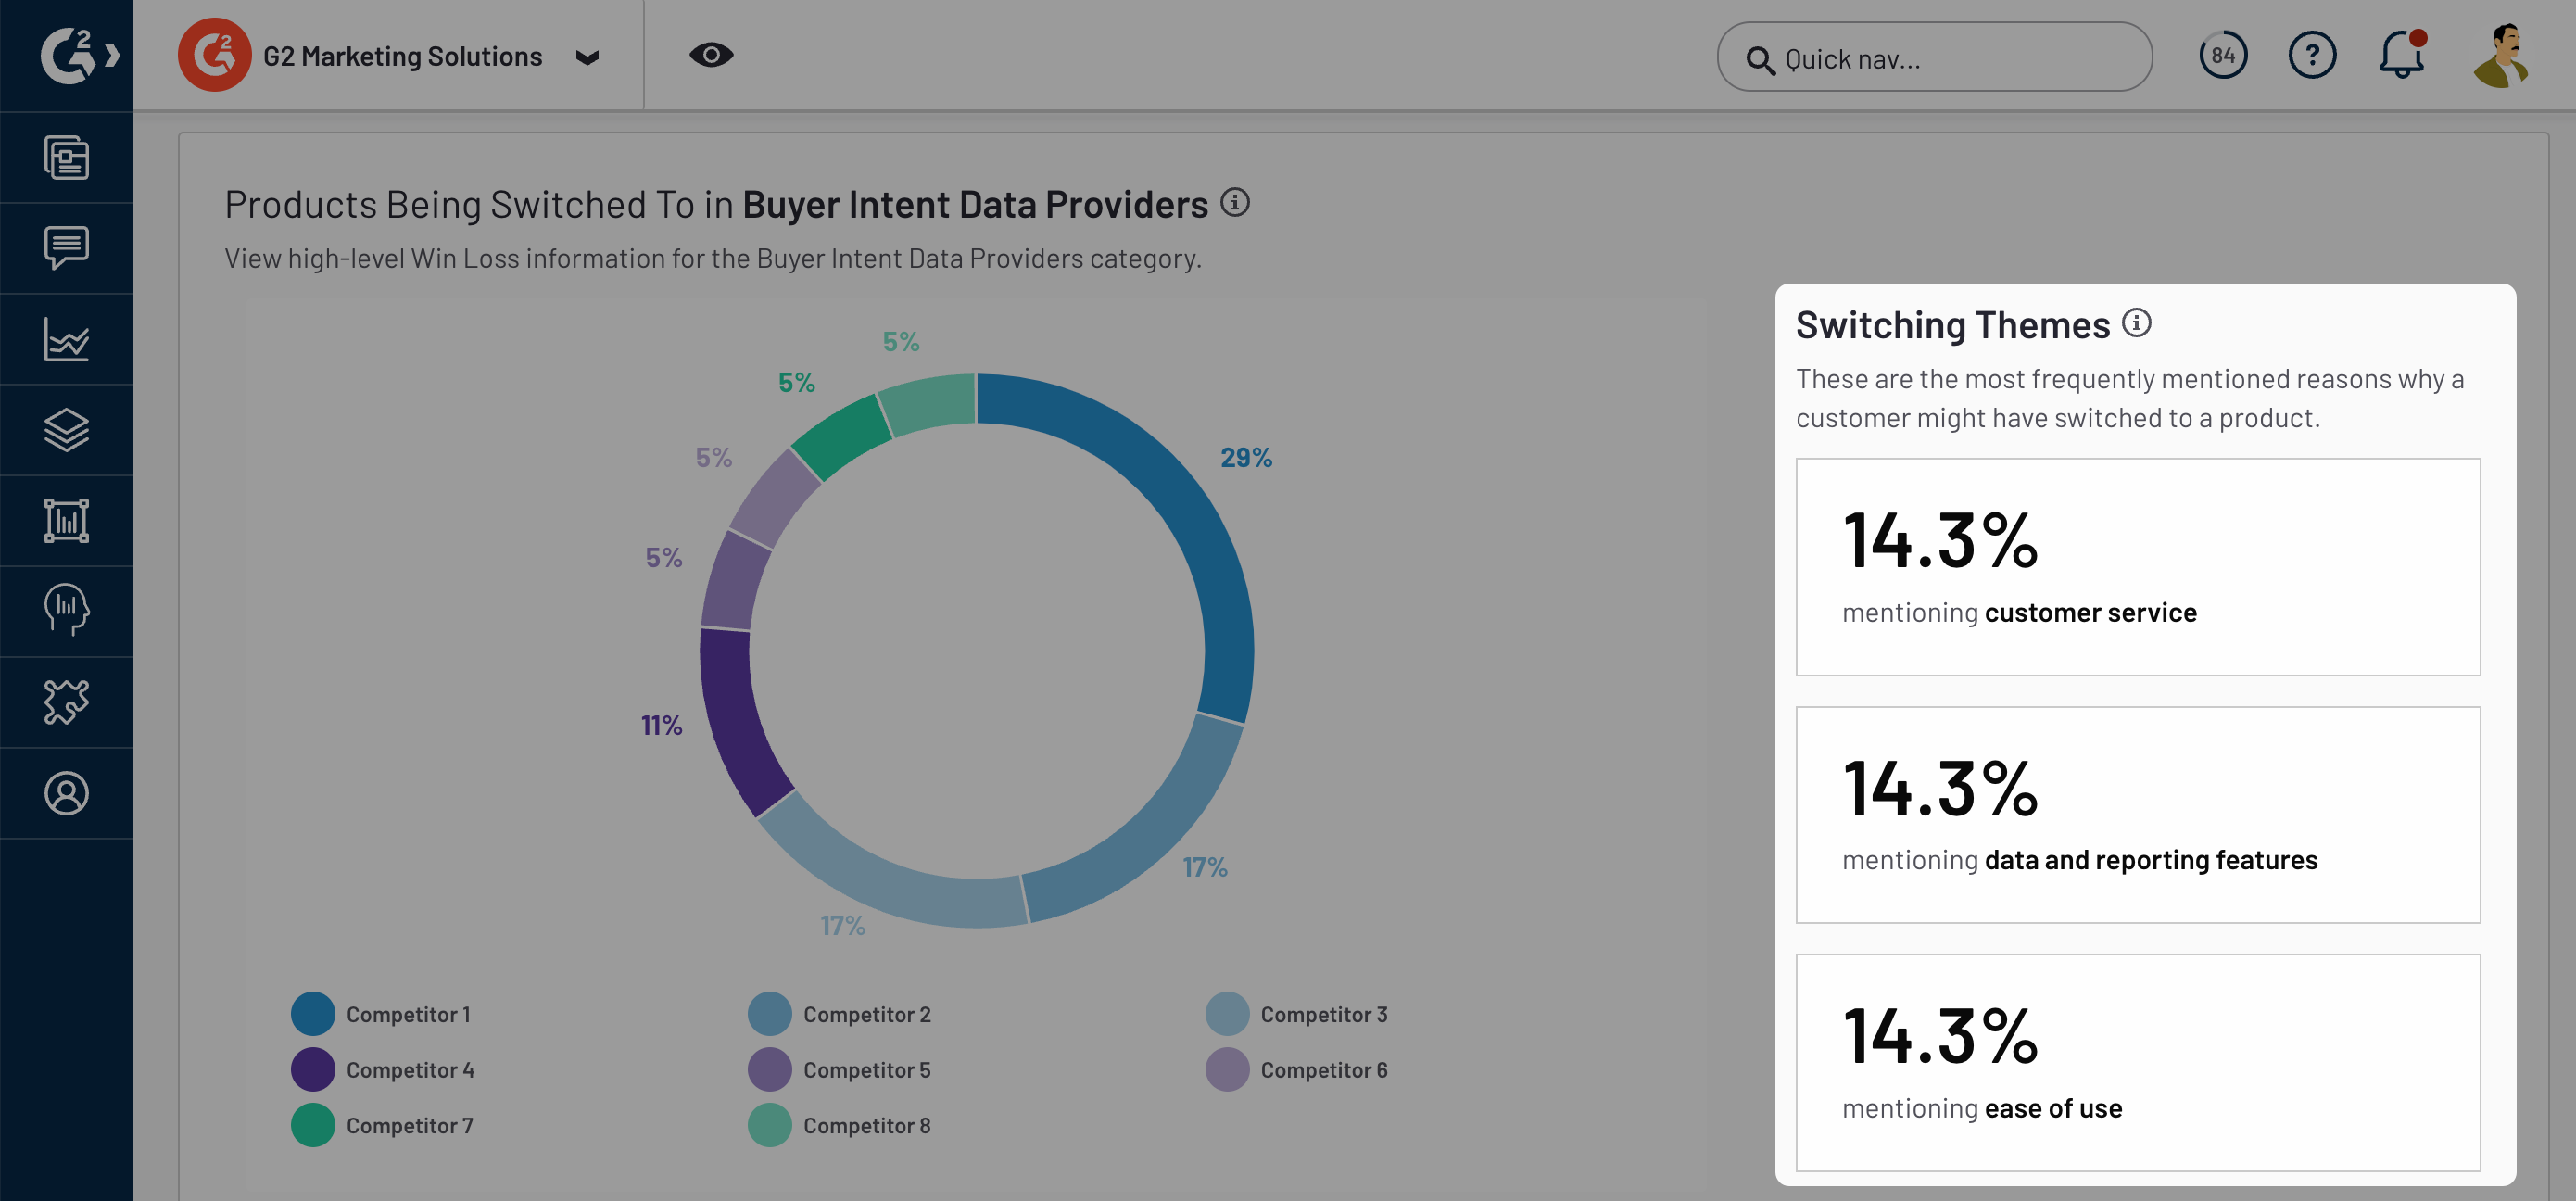 G2 Marketing Solutions
Quick nav...
84
Products Being Switched To in Buyer Intent Data Providers
View high-level Win Loss information for the Buyer Intent Data Providers category.
5%
5%
5%
29%
5%
11%
17%
17%
Competitor 1
Competitor 2
Competitor 3
Competitor 4
Competitor 5
Competitor 6
Competitor 7
Competitor 8
Switching Themes
These are the most frequently mentioned reasons why a
customer might have switched to a product.
14.3%
mentioning customer service
14.3%
mentioning data and reporting features
14.3%
mentioning ease of use